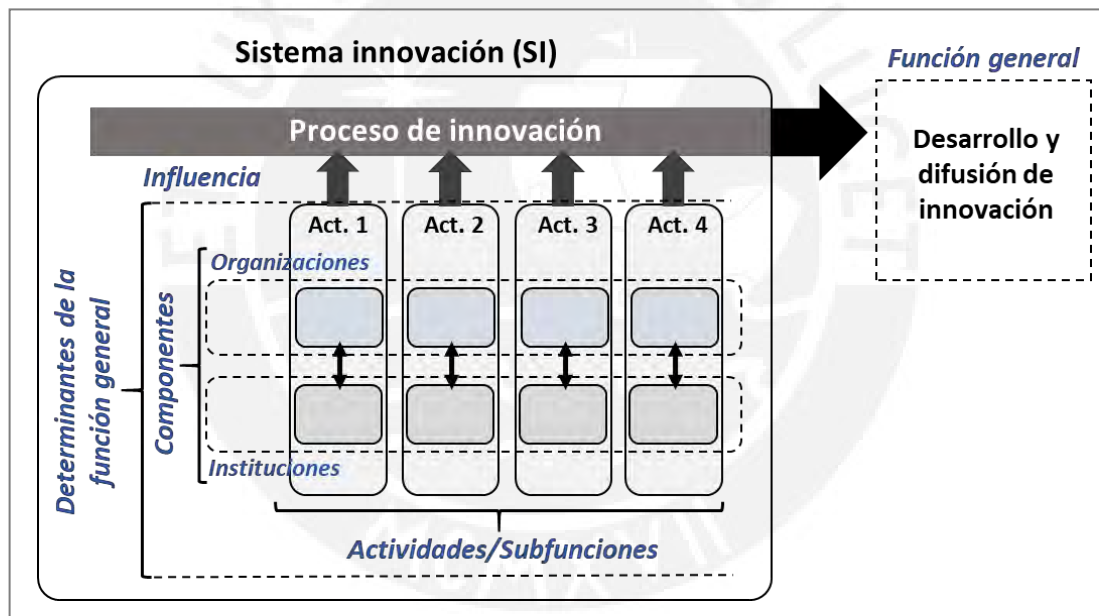 Sistema innovación (SI)
Función general
Proceso de innovación
Desarrollo y
difusión de
innovación
Influencia
Act. 1
Act. 2
Act. 3
Act. 4
Organizaciones
Determinantes de la
función general
Componentes
Instituciones
Actividades/Subfunciones